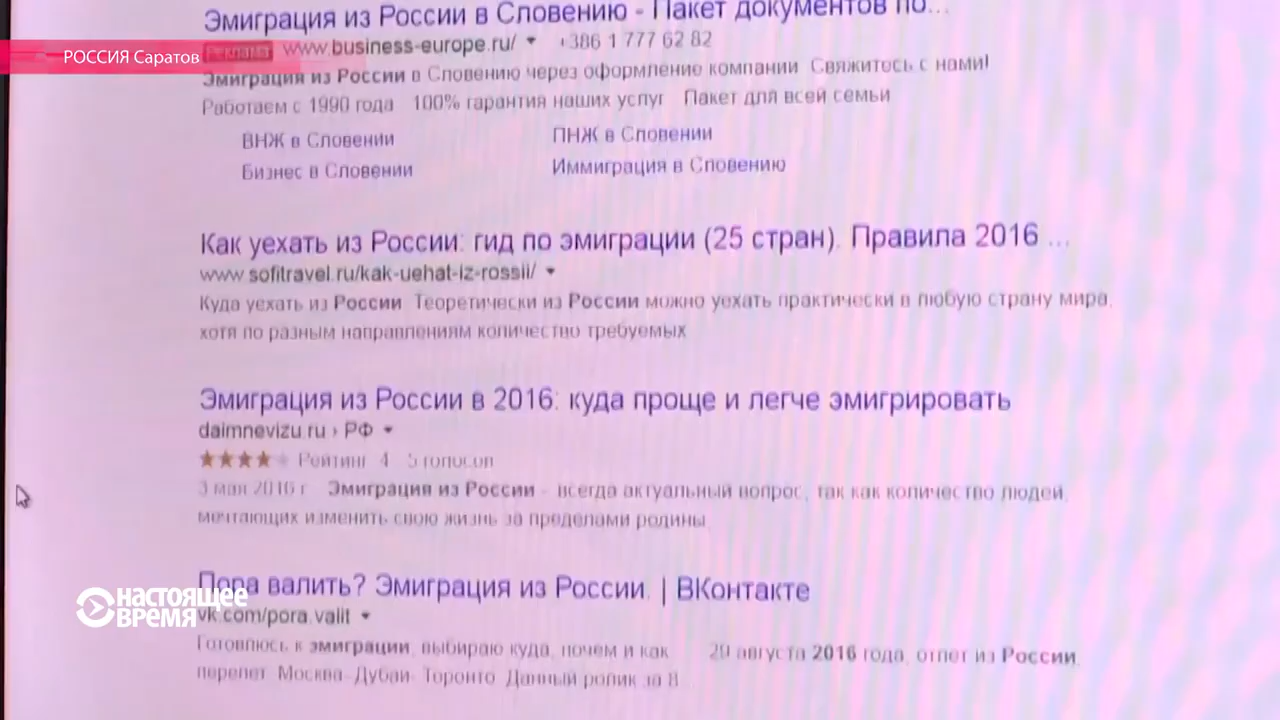 Эмиграция из России в Словению - Пакет документов по...
РОССИЯ Саратов
Реклама www.business-europe.ru/ +386 1 777 62 82
Эмиграция из России в Словению через оформление компании Свяжитесь с нами!
Работаем с 1990 года 100% гарантия наших услуг Пакет для всей семьи
ВНЖ в Словении ПНЖ в Словении
Бизнес в Словении Иммиграция в Словению
Как уехать из России: гид по эмиграции (25 стран). Правила 2016 ...
www.sofitravel.ru/kak-uehat-iz-rossii/
Куда уехать из России Теоретически из России можно уехать практически в любую страну мира,
хотя по разным направлениям количество требуемых
Эмиграция из России в 2016: куда проще и легче эмигрировать
daimnevizu.ru › РФ
Рейтинг 4 5 голосов
3 мая 2016 г. Эмиграция из России - всегда актуальный вопрос, так как количество людей,
мечтающих изменить свою жизнь за пределами родины
Пора валить? Эмиграция из России. | ВКонтакте
НАСТОЯЩЕЕ
ВРЕМЯ
vk.com/pora.valit
Готовлюсь к эмиграции, выбираю куда, почем и как 29 августа 2016 года, отлет из России,
перелет Москва- Дубай- Торонто Данный ролик за 8